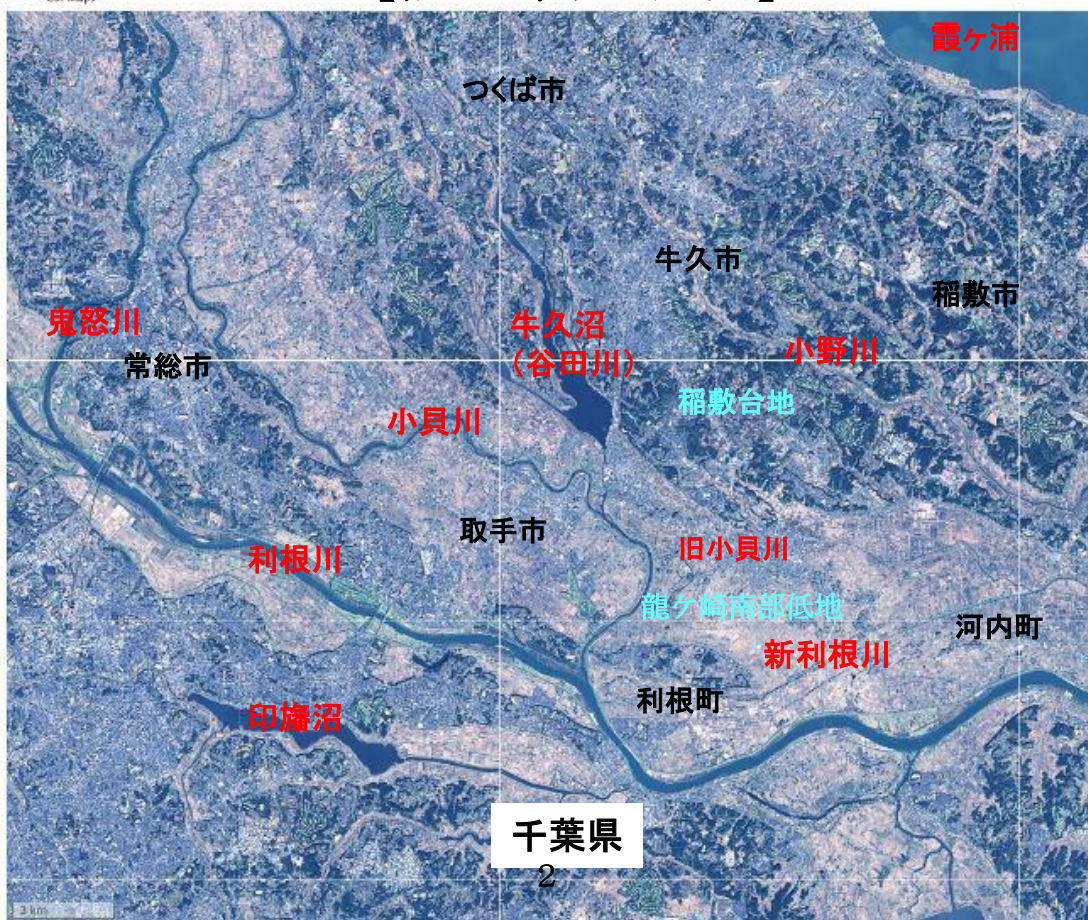 霞ヶ浦
つくば市
牛久市
稲敷市
鬼怒川
牛久沼
（谷田川）
小野川
常総市
稲敷台地
小貝川
取手市
旧小貝川
利根川
龍ケ崎南部低地
河内町
新利根川
利根町
印旛沼
千葉県
2
3 km